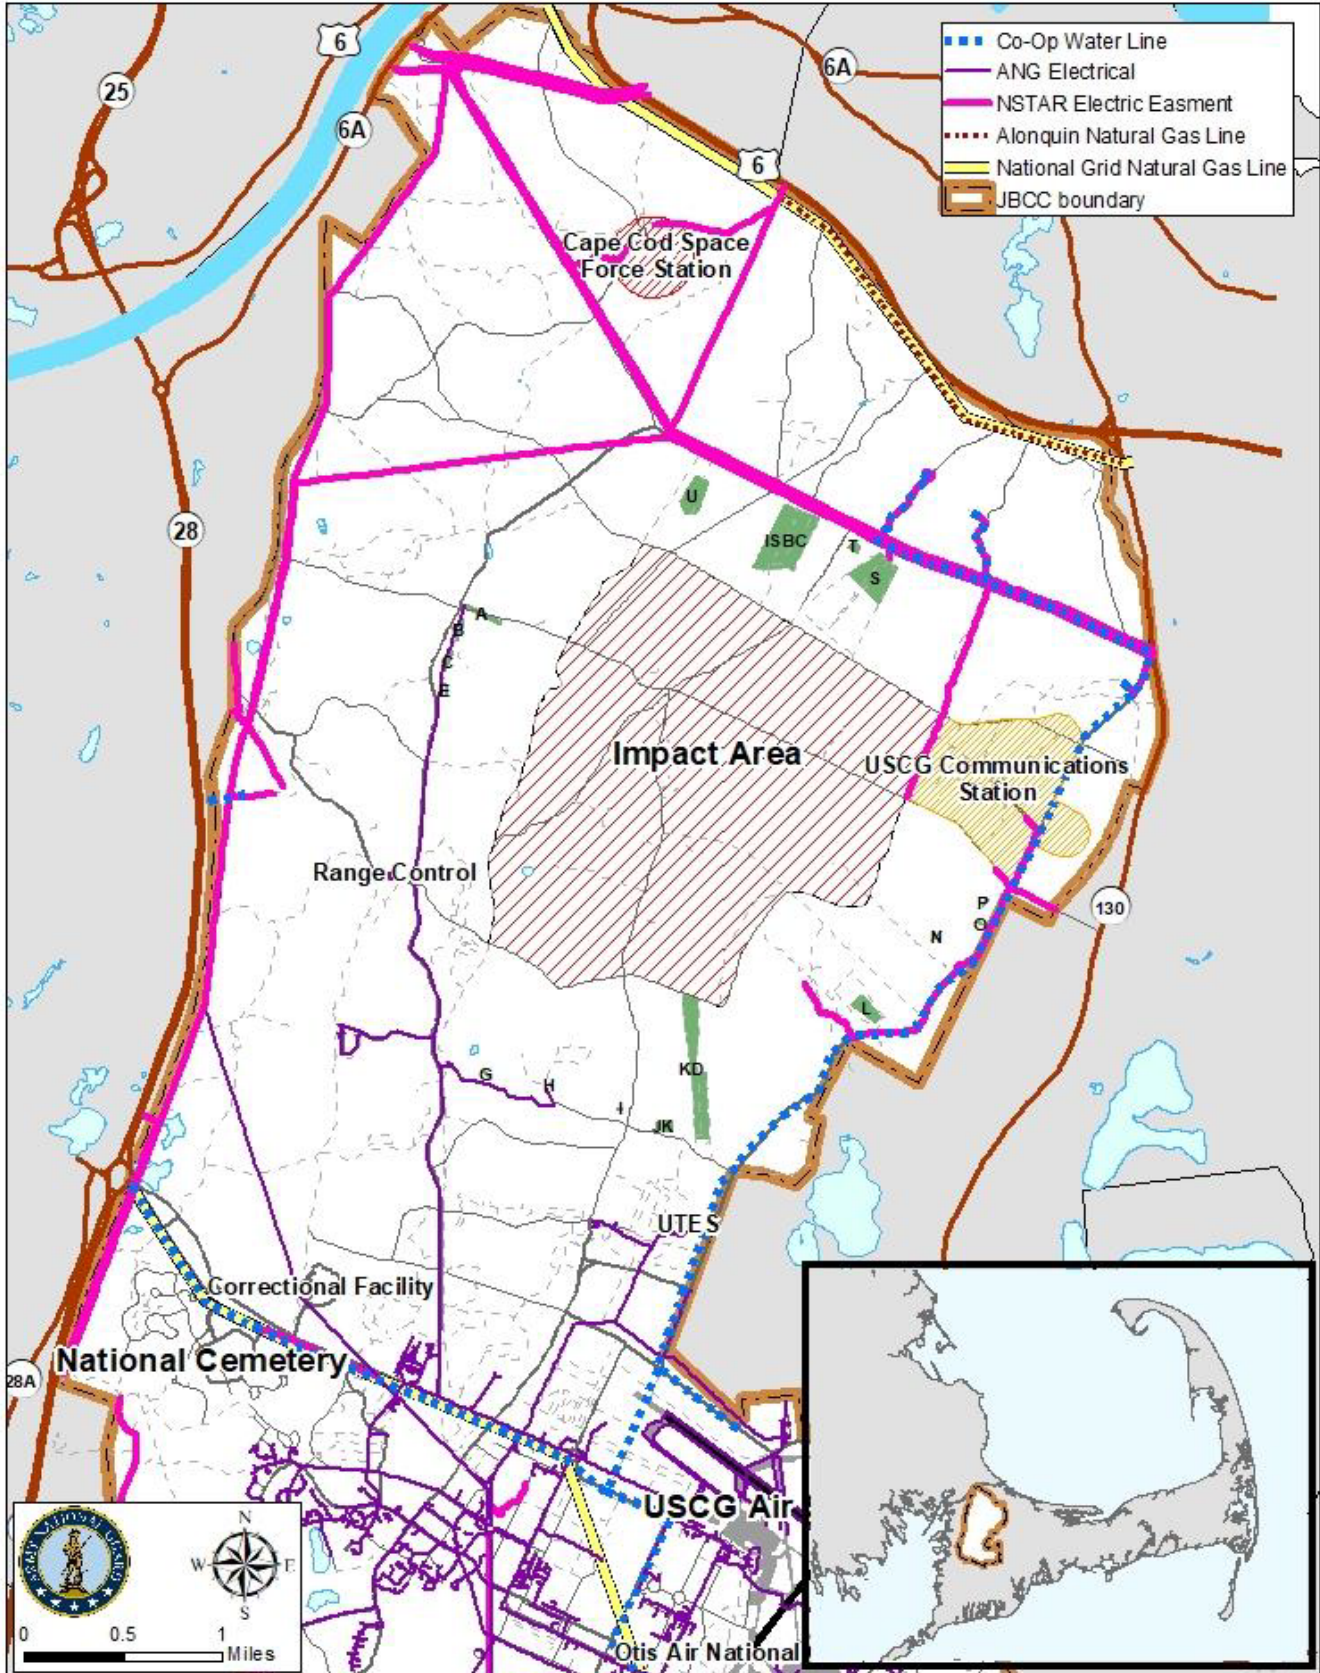 6
25
6A
6A
6
Co-Op Water Line
ANG Electrical
NSTAR Electric Easment
Alonquin Natural Gas Line
National Grid Natural Gas Line
JBCC boundary
Cape Cod Space
Force Station
28
U
ISBC
T
S
A
B
C
E
Impact Area
USCG Communications
Station
Range Control
130
P
O
N
L
KD
G
H
I
JK
UTES
Correctional Facility
National Cemetery
28A
USCG Air
Otis Air National
ARMY NATIONAL GUARD
N
W
E
S
0
0.5
1
Miles